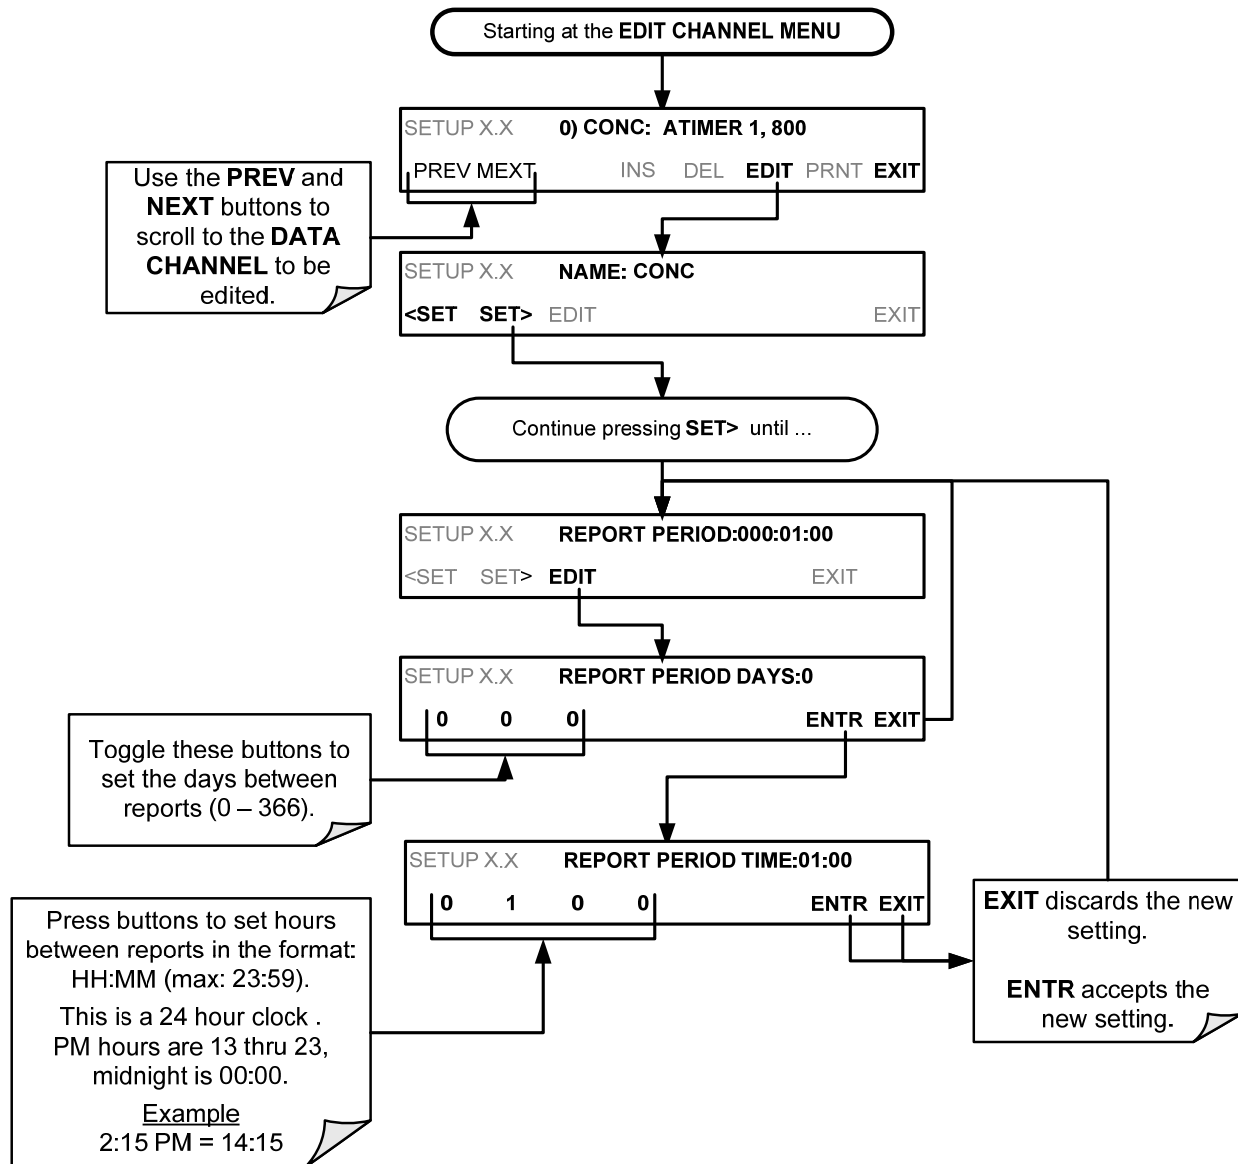 Starting at the EDIT CHANNEL MENU
SETUP X.X 0) CONC: ATIMER 1, 800
PREV MEXT INS DEL EDIT PRNT EXIT
Use the PREV and
NEXT buttons to
scroll to the DATA
CHANNEL to be
edited.
SETUP X.X NAME: CONC
<SET SET> EDIT EXIT
Continue pressing SET> until ...
SETUP X.X REPORT PERIOD:000:01:00
<SET SET> EDIT EXIT
SETUP X.X REPORT PERIOD DAYS:0
0 0 0 ENTR EXIT
Toggle these buttons to
set the days between
reports (0 – 366).
SETUP X.X REPORT PERIOD TIME:01:00
0 1 0 0 ENTR EXIT
Press buttons to set hours
between reports in the format:
HH:MM (max: 23:59).
This is a 24 hour clock .
PM hours are 13 thru 23,
midnight is 00:00.
Example
2:15 PM = 14:15
EXIT discards the new
setting.
ENTR accepts the
new setting.